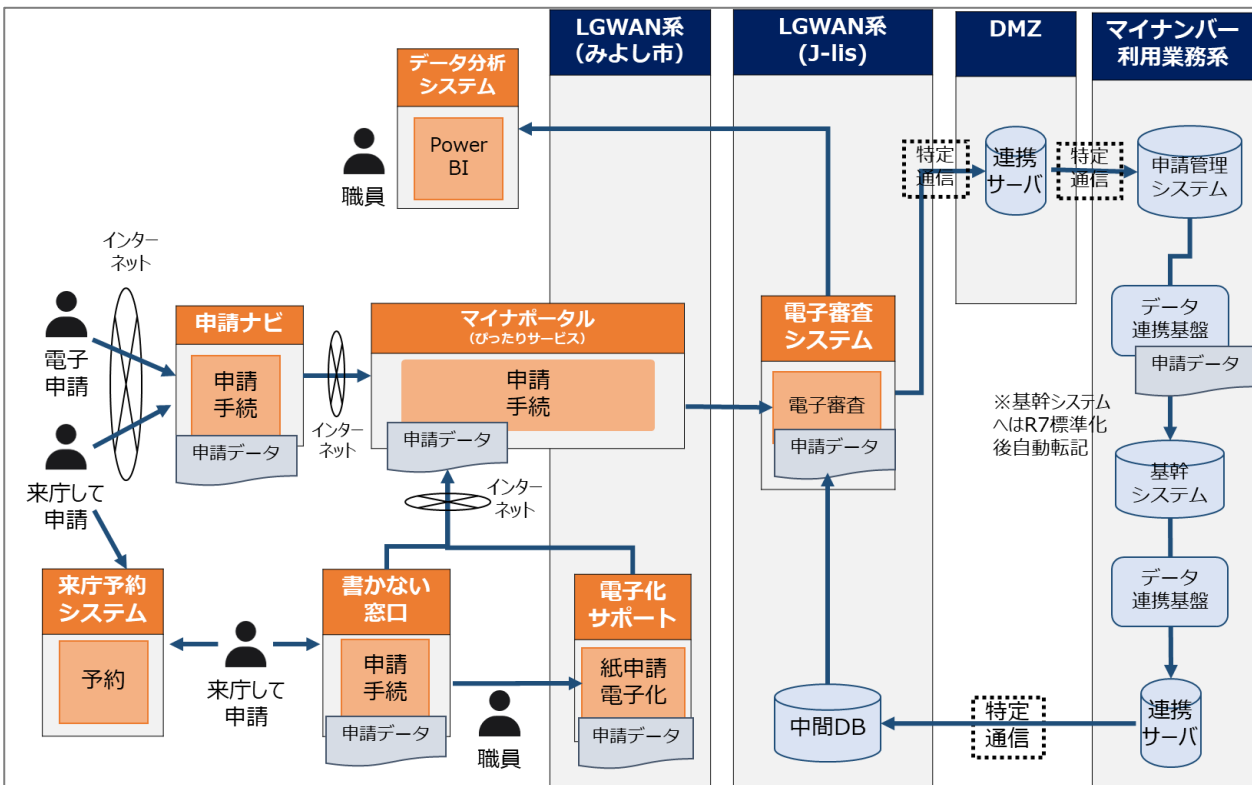 LGWAN系
(みよし市)
LGWAN系
(J-lis)
DMZ
マイナンバー
利用業務系
データ分析
システム
Power
BI
職員
特定
通信
連携
サーバ
特定
通信
申請管理
システム
インター
ネット
電子
申請
来庁して
申請
申請ナビ
申請
手続
申請データ
インター
ネット
マイナポータル
(ぴったりサービス)
申請
手続
申請データ
インター
ネット
電子審査
システム
電子審査
申請データ
データ
連携基盤
申請データ
※基幹システム
へはR7標準化
後自動転記
基幹
システム
データ
連携基盤
来庁予約
システム
予約
来庁して
申請
書かない
窓口
申請
手続
申請データ
職員
電子化
サポート
紙申請
電子化
申請データ
中間DB
特定
通信
連携
サーバ